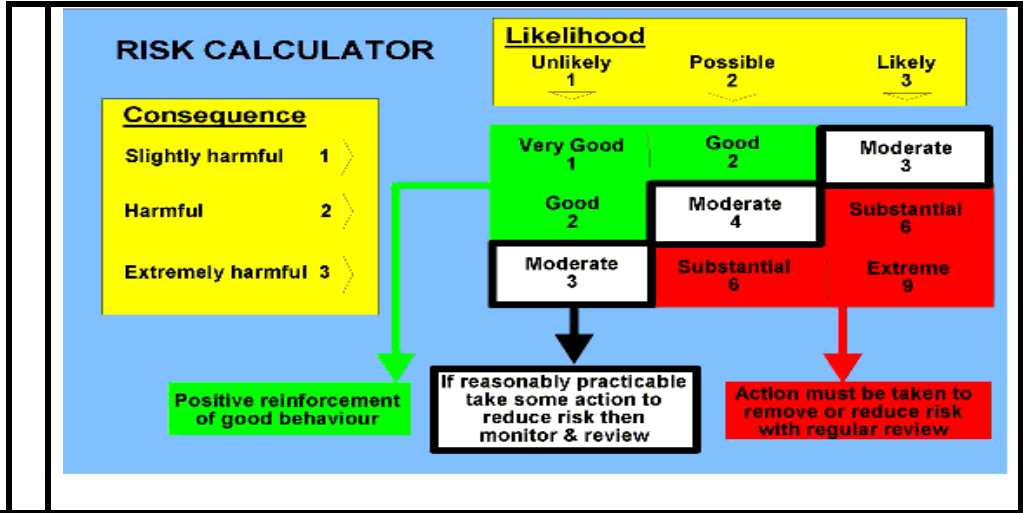 RISK CALCULATOR
Likelihood
Unlikely Possible Likely
1 2 3
Consequence
Slightly harmful 1
Harmful 2
Extremely harmful 3
Very Good Good Moderate
1 2 3
Good Moderate Substantial
2 4 6
Moderate Substantial Extreme
3 6 9
Positive reinforcement
of good behaviour
If reasonably practicable
take some action to
reduce risk then
monitor & review
Action must be taken to
remove or reduce risk
with regular review